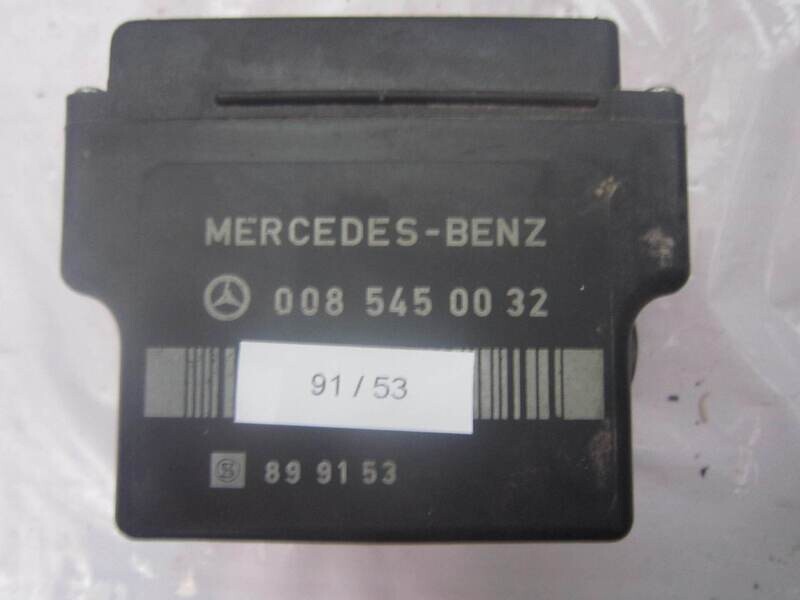 MERCEDES-BENZ
008 545 00 32
91 / 53
89 91 53